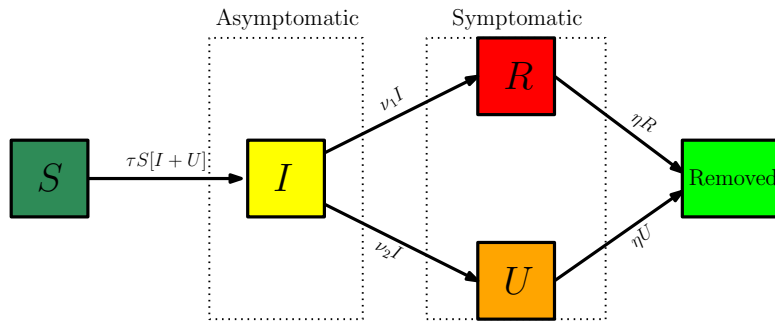 Asymptomatic
Symptomatic
S
τS[I + U]
I
ν₁I
ν₂I
R
U
ηR
ηU
Removed